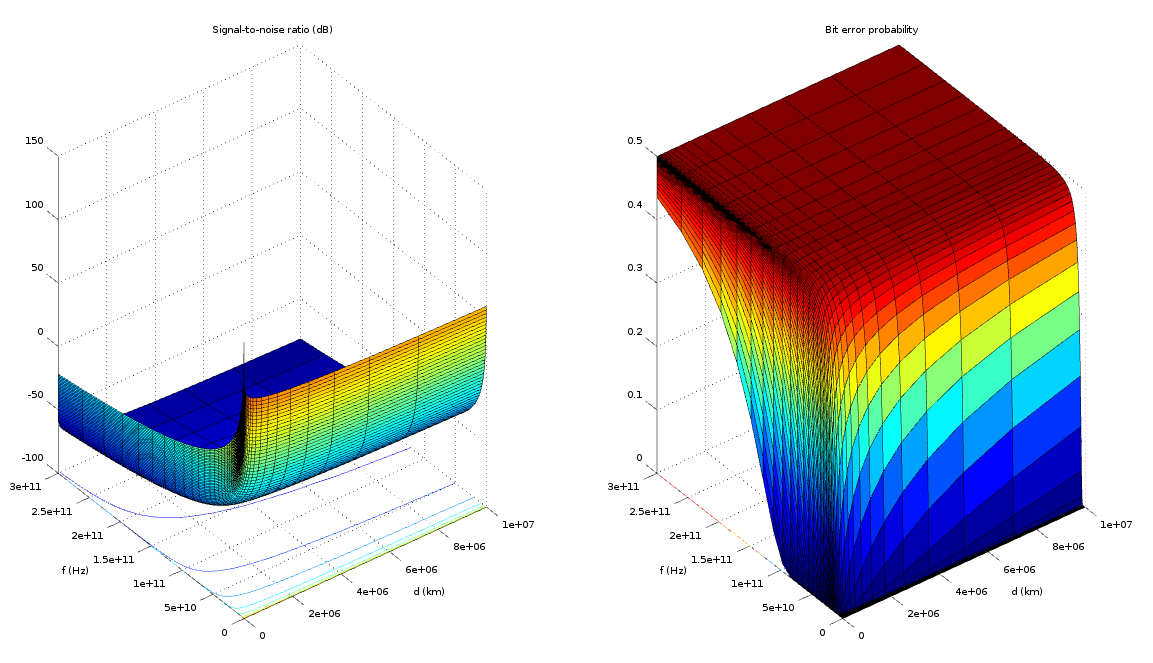 Signal-to-noise ratio (dB)
150
100
50
0
-50
-100
3e+11
2.5e+11
2e+11
1.5e+11
1e+11
5e+10
0
f (Hz)
0
2e+06
4e+06
6e+06
8e+06
1e+07
d (km)
Bit error probability
0.5
0.4
0.3
0.2
0.1
0
3e+11
2.5e+11
2e+11
1.5e+11
1e+11
5e+10
0
f (Hz)
0
2e+06
4e+06
6e+06
8e+06
1e+07
d (km)